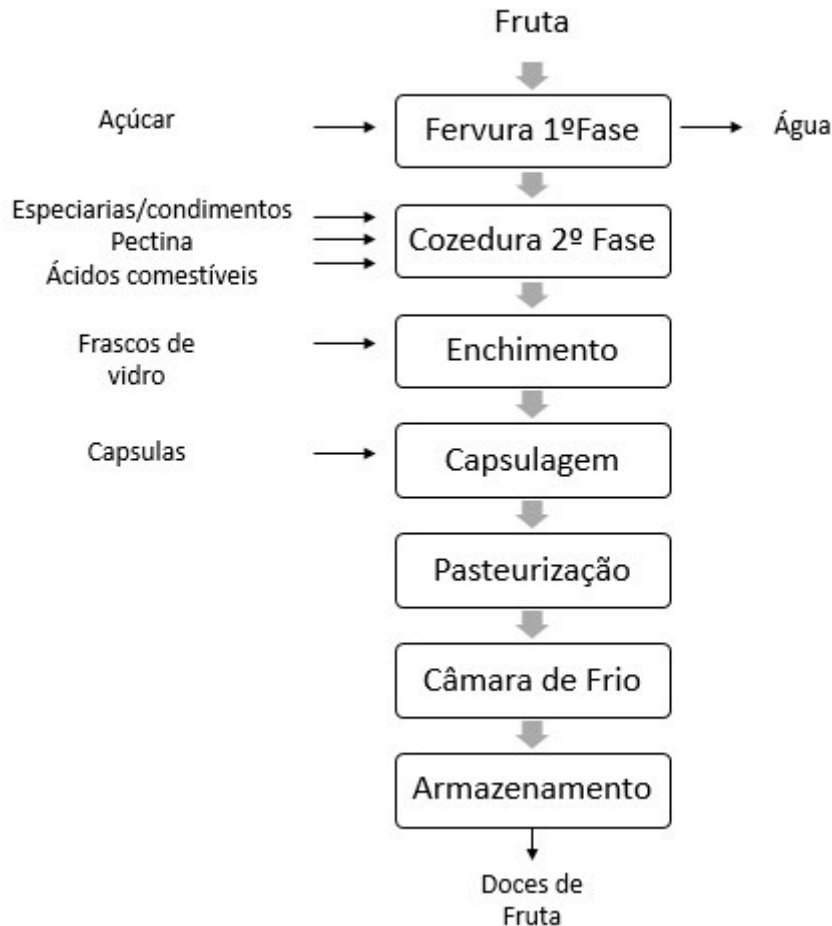 Fruta
Açúcar
Fervura 1ºFase
Água
Especiarias/condimentos
Pectina
Ácidos comestíveis
Cozedura 2º Fase
Frascos de
vidro
Enchimento
Capsulas
Capsulagem
Pasteurização
Câmara de Frio
Armazenamento
Doces de
Fruta